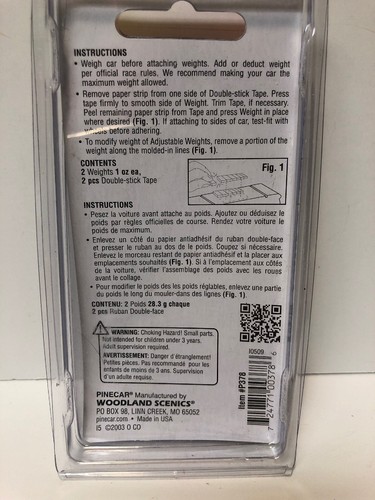 INSTRUCTIONS
• Weigh car before attaching weights. Add or deduct weight
per official race rules. We recommend making your car the
maximum weight allowed.
• Remove paper strip from one side of Double-stick Tape. Press
tape firmly to smooth side of Weight. Trim Tape, if necessary.
Peel remaining paper strip from Tape and press Weight in place
where desired (Fig. 1). If attaching to sides of car, test-fit with
wheels before adhering.
• To modify weight of Adjustable Weights, remove a portion of
the weight along the molded-in lines (Fig. 1).
CONTENTS
2 Weights 1 oz ea,
2 pcs Double-stick Tape
Fig. 1
INSTRUCTIONS
• Pesez la voiture avant attache au poids. Ajoutez ou déduisez le
poids par règles officielles de course. Rendez votre voiture le
poids de maximum.
• Enlevez un côté du papier antiadhésif du ruban double-face
et presser le ruban au dos de le poids. Coupez si nécessaire.
Enlevez le morceau restant de papier antiadhésif et la placer aux
emplacements souhaités (Fig. 1). Si à l'emplacement aux côtés
de la voiture, vérifier l'assemblage des poids avec les roues
avant le collage.
• Pour modifier le poids des les poids réglables, enlevez une partie
du poids le long du mouler-dans des lignes (Fig. 1).
CONTENU: 2 Poids 28.3 g chaque
2 pcs Ruban Double-face
WARNING: Choking Hazard! Small parts.
Not intended for children under 3 years.
Adult supervision required.
AVERTISSEMENT: Danger d'étranglement!
Petites pièces. Pas recommandé pour les
enfants de moins de 3 ans. Supervision
d'un adulte requise.
PINECAR® Manufactured by
WOODLAND SCENICS®
PO BOX 98, LINN CREEK, MO 65052
pinecar.com • Made in USA
I5 ©2003 O CO
I0509
Item #P378
7 24771 00378 6